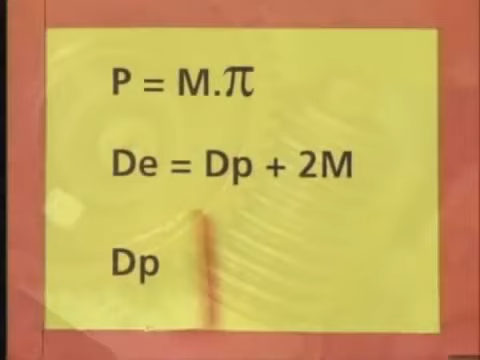 P = M.π
De = Dp + 2M
Dp